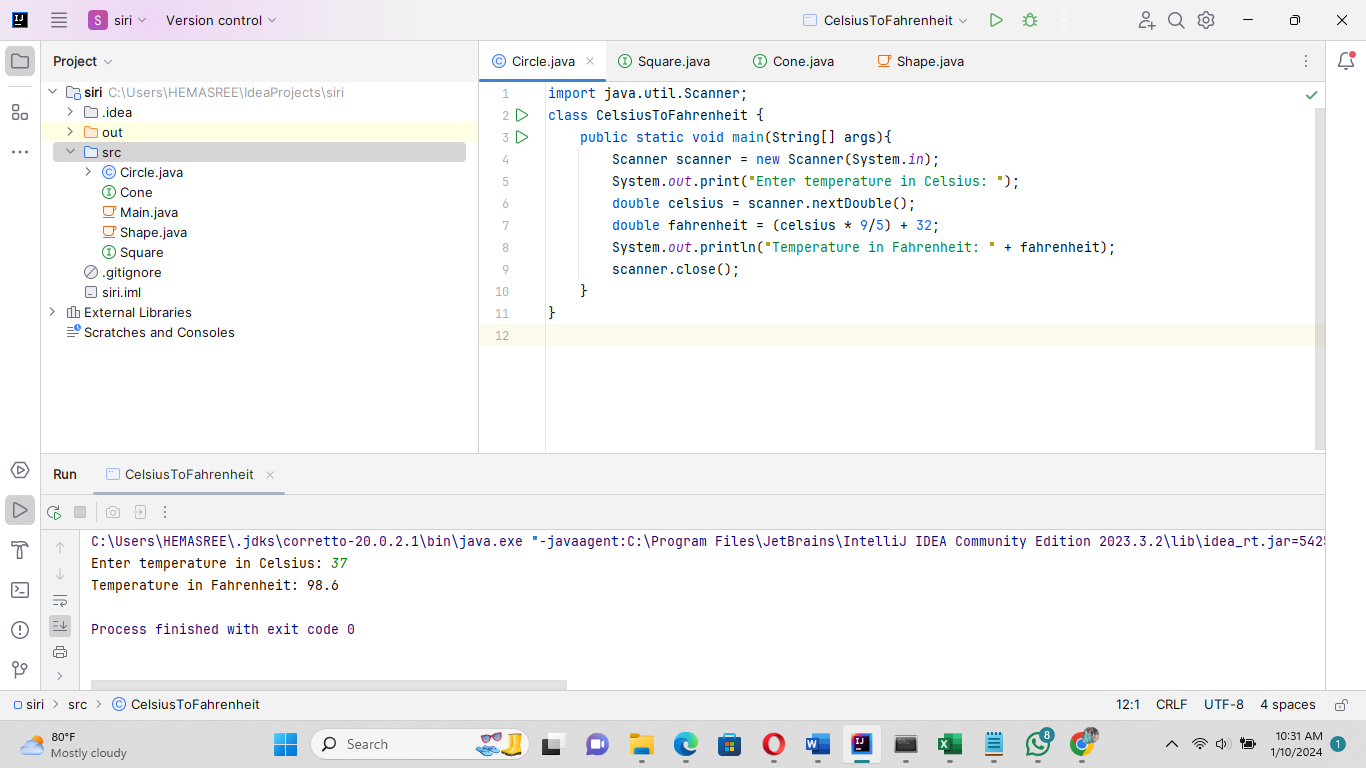 S siri Version control CelsiusToFahrenheit
Project
siri C:\Users\HEMASREE\IdeaProjects\siri
.idea
out
src
Circle.java
Cone
Main.java
Shape.java
Square
.gitignore
siri.iml
External Libraries
Scratches and Consoles
Circle.java Square.java Cone.java Shape.java
1 import java.util.Scanner;
2 class CelsiusToFahrenheit {
3 public static void main(String[] args){
4 Scanner scanner = new Scanner(System.in);
5 System.out.print("Enter temperature in Celsius: ");
6 double celsius = scanner.nextDouble();
7 double fahrenheit = (celsius * 9/5) + 32;
8 System.out.println("Temperature in Fahrenheit: " + fahrenheit);
9 scanner.close();
10 }
11 }
12
Run CelsiusToFahrenheit
C:\Users\HEMASREE\.jdks\corretto-20.0.2.1\bin\java.exe "-javaagent:C:\Program Files\JetBrains\IntelliJ IDEA Community Edition 2023.3.2\lib\idea_rt.jar=5425
Enter temperature in Celsius: 37
Temperature in Fahrenheit: 98.6
Process finished with exit code 0
siri > src > CelsiusToFahrenheit 12:1 CRLF UTF-8 4 spaces
80°F
Mostly cloudy
Search
8
10:31 AM
1/10/2024
1